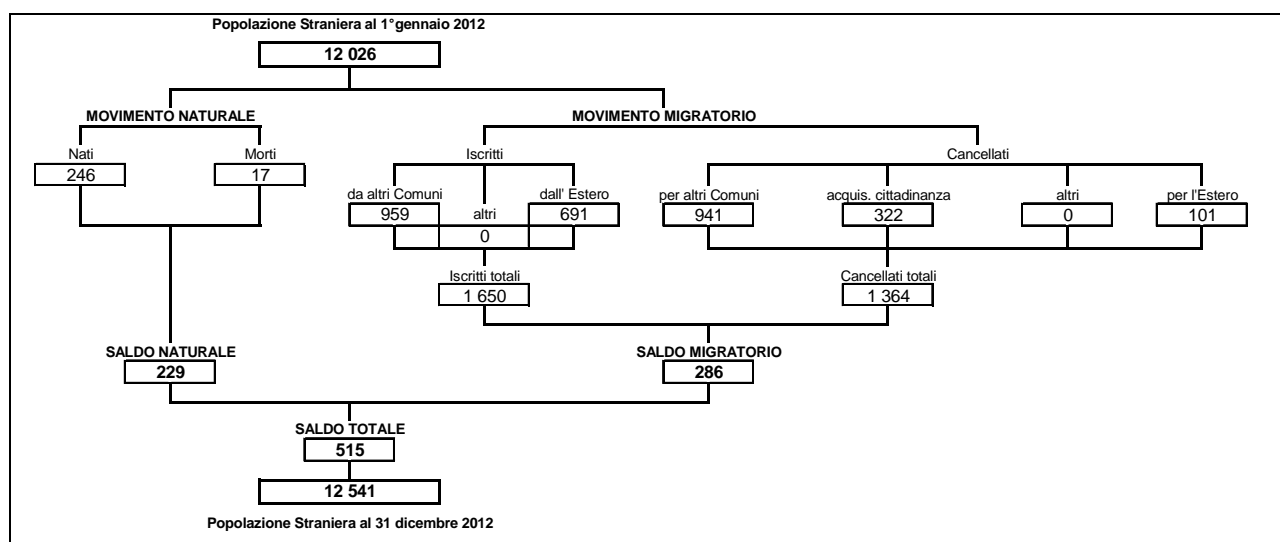 Popolazione Straniera al 1°gennaio 2012
12 026
MOVIMENTO NATURALE MOVIMENTO MIGRATORIO
Nati Morti Iscritti Cancellati
246 17
da altri Comuni altri dall' Estero per altri Comuni acquis. cittadinanza altri per l'Estero
959 0 691 941 322 0 101
Iscritti totali Cancellati totali
1 650 1 364
SALDO NATURALE SALDO MIGRATORIO
229 286
SALDO TOTALE
515
12 541
Popolazione Straniera al 31 dicembre 2012